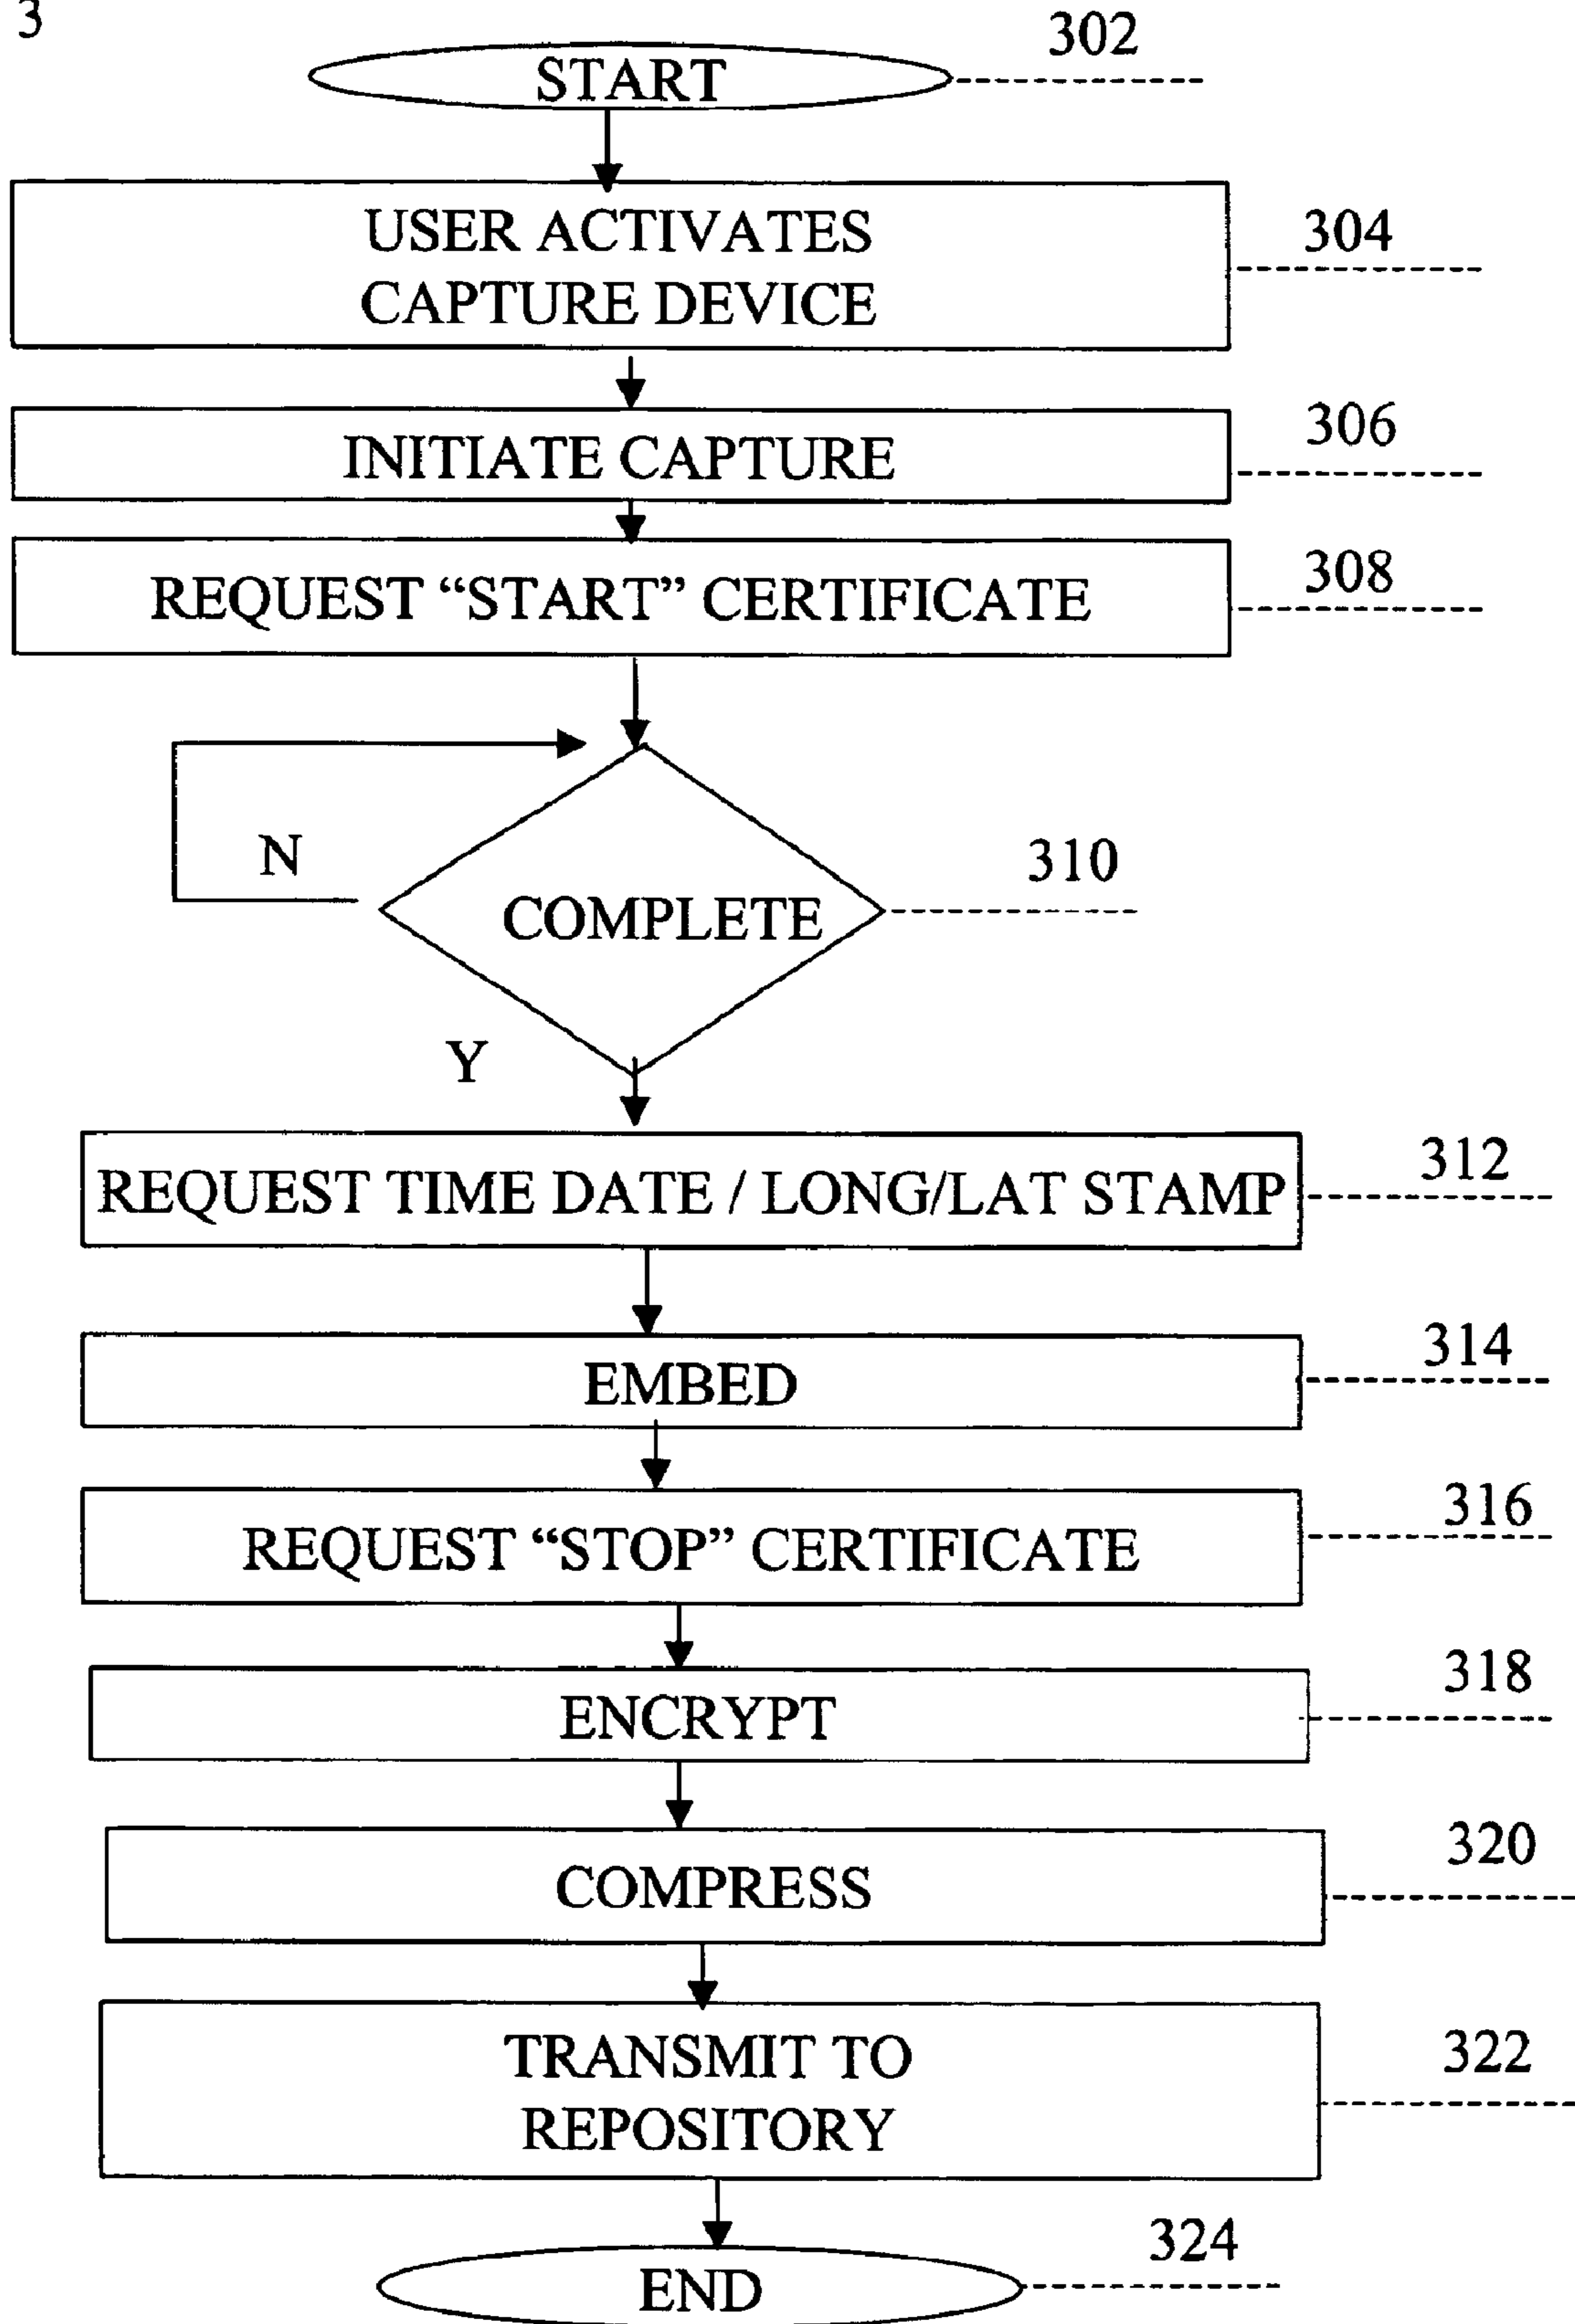 3
302
START
USER ACTIVATES
CAPTURE DEVICE
304
INITIATE CAPTURE
306
REQUEST “START” CERTIFICATE
308
N
COMPLETE
310
Y
REQUEST TIME DATE / LONG/LAT STAMP
312
EMBED
314
REQUEST “STOP” CERTIFICATE
316
ENCRYPT
318
COMPRESS
320
TRANSMIT TO
REPOSITORY
322
END
324